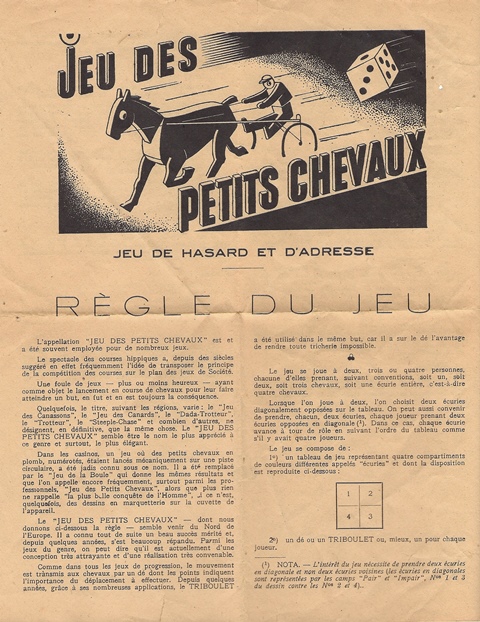 JEU DES
PETITS CHEVAUX
JEU DE HASARD ET D'ADRESSE
RÈGLE DU JEU
L'appellation "JEU DES PETITS CHEVAUX" est et
a été souvent employée pour de nombreux jeux.
Le spectacle des courses hippiques a, depuis des siècles
suggéré en effet fréquemment l'idée de transposer le principe
de la compétition des courses sur le plan des jeux de Société.
Une foule de jeux — plus ou moins heureux — ayant
comme objet le lancement en course de chevaux pour leur faire
atteindre un but, en fut et en est toujours la conséquence.
Quelquefois, le titre, suivant les régions, varie : le "Jeu
des Canassons", le "Jeu des Canards", le "Dada-Trotteur",
le "Trotteur", le "Steeple-Chase" et combien d'autres, ne
désignent, en définitive, que la même chose. Le "JEU DES
PETITS CHEVAUX" semble être le nom le plus apprécié à
ce genre et surtout, le plus élégant.
Dans les casinos, un jeu où des petits chevaux en
plomb, numérotés, étaient lancés mécaniquement sur une piste
circulaire, a été jadis connu sous ce nom. Il a été remplacé
par le "Jeu de la Boule" qui donne les mêmes résultats et
que l'on appelle encore fréquemment, surtout parmi les pro-
fessionnels, "Jeu des Petits Chevaux", alors que plus rien
ne rappelle "la plus belle conquête de l'Homme", si ce n'est,
quelquefois, des dessins en marquetterie sur la cuvette de
l'appareil.
Le "JEU DES PETITS CHEVAUX" — dont nous
donnons ci-dessous la règle — semble venir du Nord de
l'Europe. Il a connu tout de suite un beau succès mérité et,
depuis quelques années, s'est beaucoup répandu. Parmi les
jeux du genre, on peut dire qu'il est actuellement d'une
conception très attrayante et d'une réalisation très convenable.
Comme dans tous les jeux de progression, le mouvement
est transmis aux chevaux par un dé dont les points indiquent
l'importance du déplacement à effectuer. Depuis quelques
années, grâce à ses nombreuses applications, le TRIBOULET
a été utilisé dans le même but, car il a sur le dé l'avantage
de rendre toute tricherie impossible.
Le jeu se joue à deux, trois ou quatre personnes,
chacune d'elles prenant, suivant conventions, soit un, soit
deux, soit trois chevaux, soit une écurie entière, c'est-à-dire
quatre chevaux.
Lorsque l'on joue à deux, l'on choisit deux écuries
diagonalement opposées sur le tableau. On peut aussi convenir
de prendre, chacun, deux écuries, chaque joueur prenant deux
écuries opposées en diagonale (¹). Dans ce cas, chaque écurie
avance à tour de rôle en suivant l'ordre du tableau comme
s'il y avait quatre joueurs.
Le jeu se compose de :
1º) un tableau de jeu représentant quatre compartiments
de couleurs différentes appelés "écuries" et dont la disposition
est reproduite ci-dessous :
1 2
4 3
2º) un dé ou un TRIBOULET ou, mieux, un pour chaque
joueur.
(¹) NOTA. — L'intérêt du jeu nécessite de prendre deux écuries
en diagonale et non deux écuries voisines (les écuries en diagonale
sont représentées par les camps "Pair" et "Impair", Nos 1 et 3
du dessin contre les Nos 2 et 4).